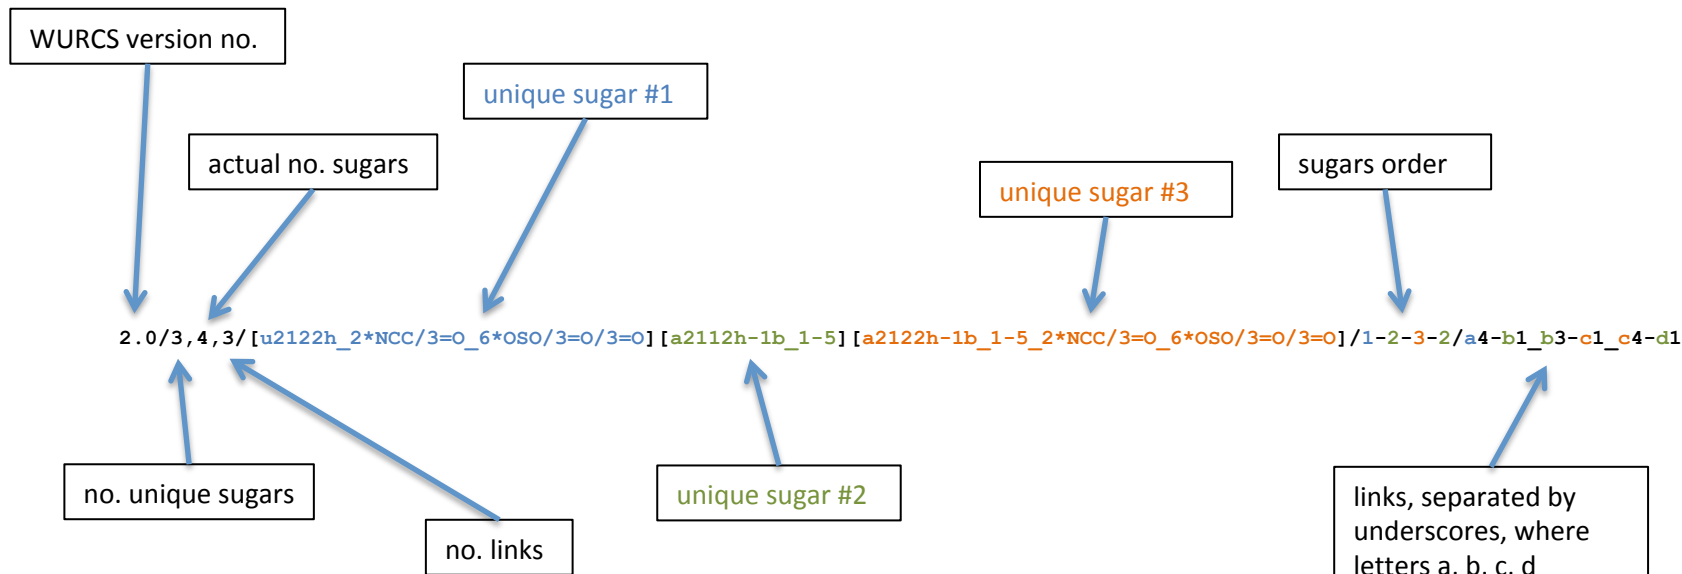 WURCS version no.
unique sugar #1
actual no. sugars
sugars order
unique sugar #3
2.0/3,4,3/[u2122h_2*NCC/3=O_6*OSO/3=O/3=O][a2112h-1b_1-5][a2122h-1b_1-5_2*NCC/3=O_6*OSO/3=O/3=O]/1-2-3-2/a4-b1_b3-c1_c4-d1
no. unique sugars
unique sugar #2
no. links
links, separated by
underscores, where
letters a, b, c, d